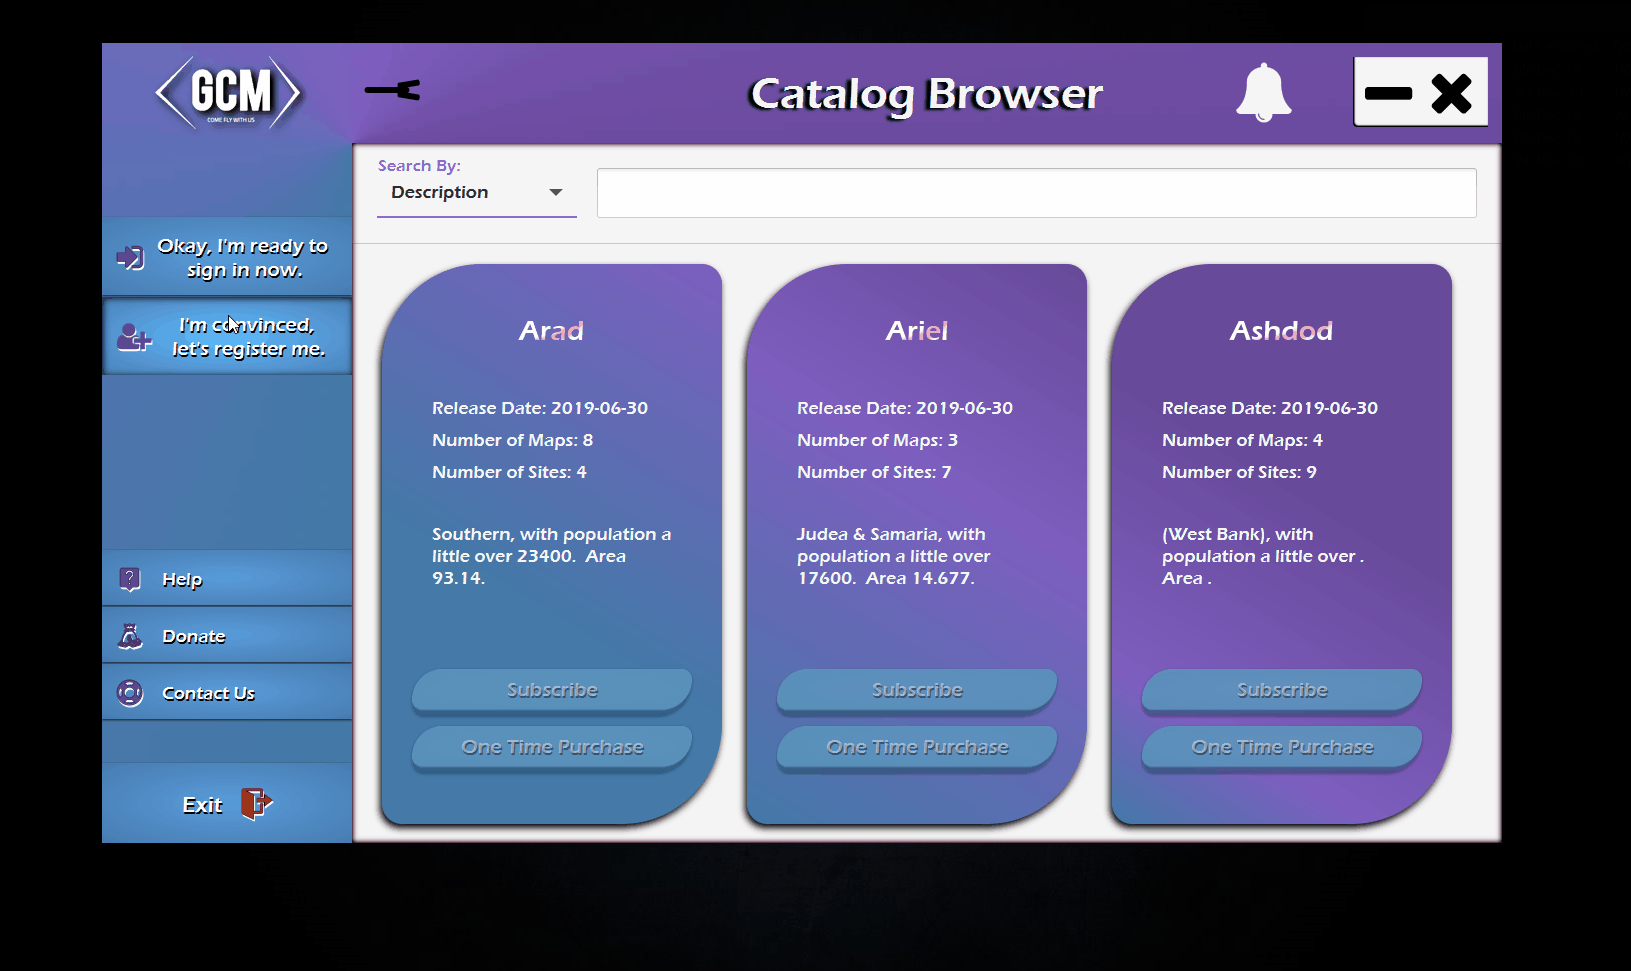 GCM
COME FLY WITH US
Catalog Browser
Search By:
Description
Okay, I'm ready to
sign in now.
I'm convinced,
let's register me.
Help
Donate
Contact Us
Exit
Arad
Release Date: 2019-06-30
Number of Maps: 8
Number of Sites: 4
Southern, with population a
little over 23400.  Area
93.14.
Subscribe
One Time Purchase
Ariel
Release Date: 2019-06-30
Number of Maps: 3
Number of Sites: 7
Judea & Samaria, with
population a little over
17600.  Area 14.677.
Subscribe
One Time Purchase
Ashdod
Release Date: 2019-06-30
Number of Maps: 4
Number of Sites: 9
(West Bank), with
population a little over .
Area .
Subscribe
One Time Purchase